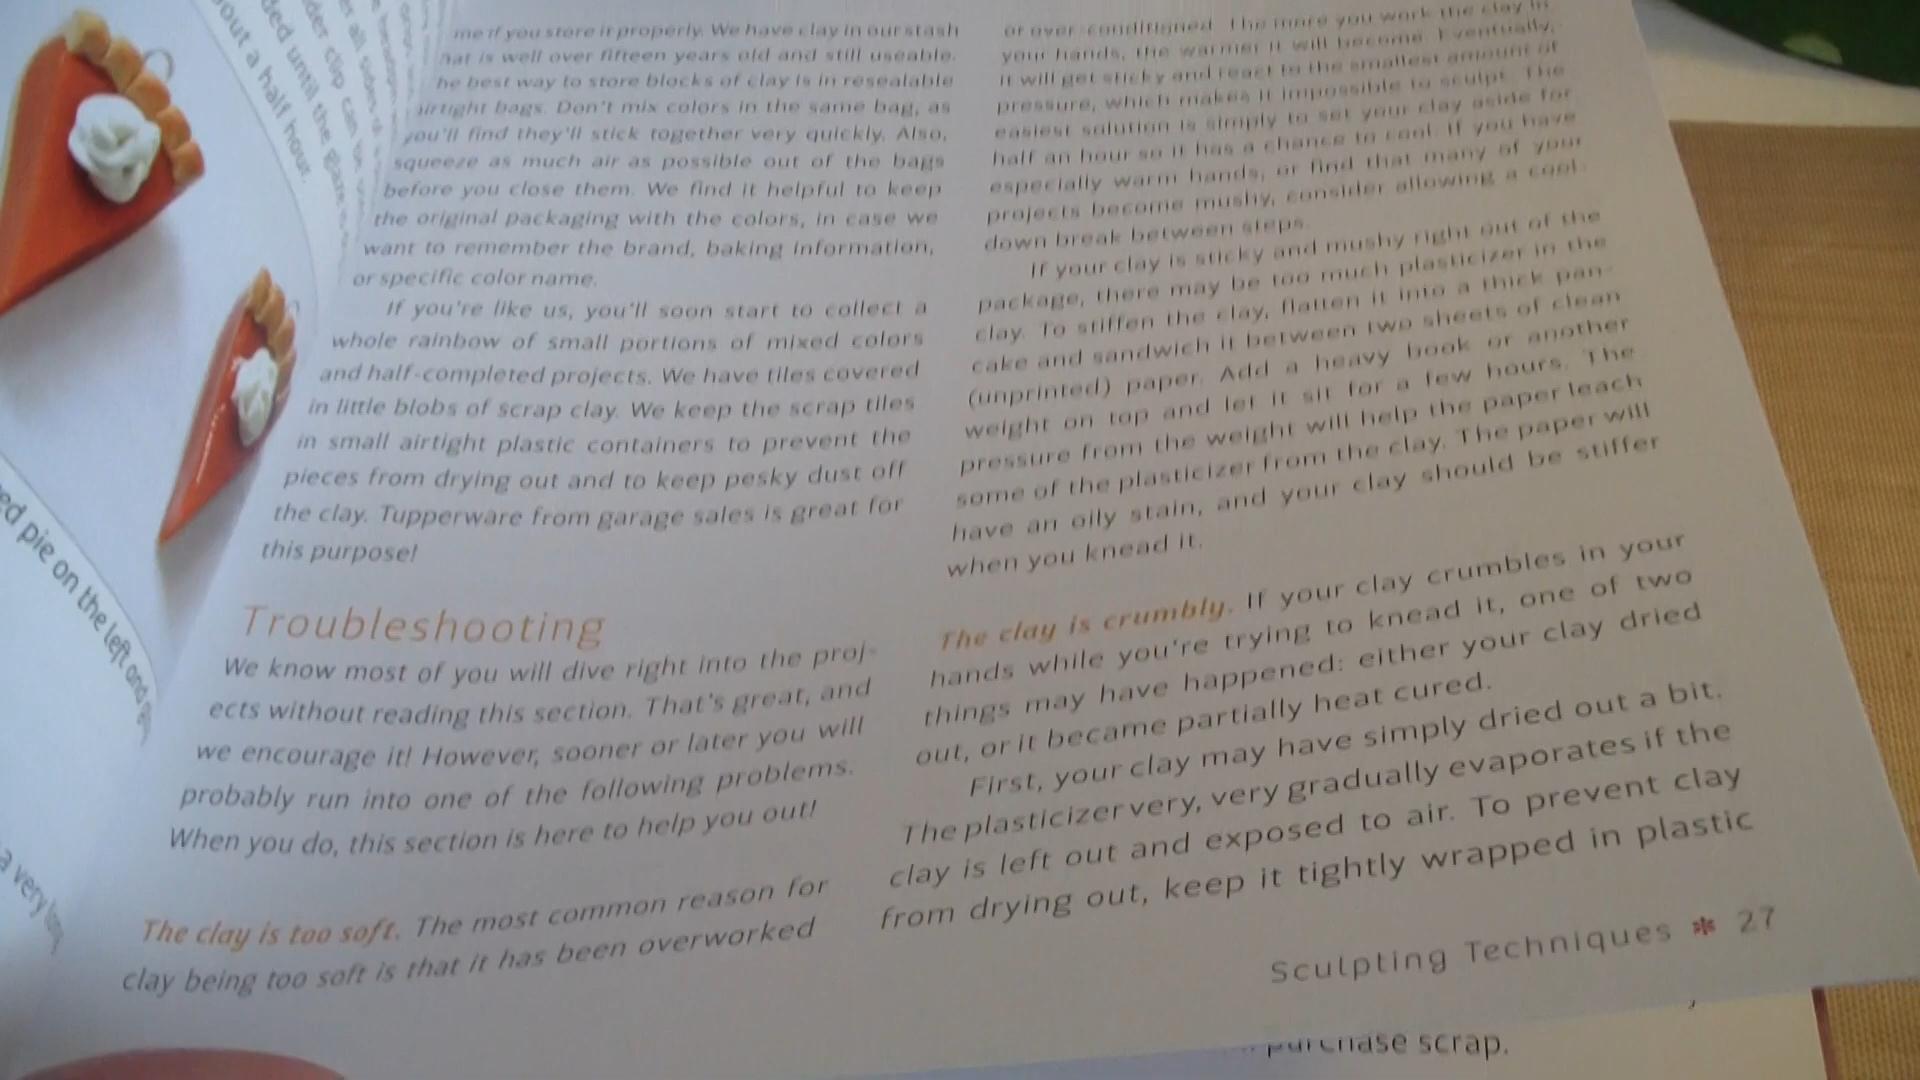 me if you store it properly. We have clay in our stash
hat is well over fifteen years old and still useable.
he best way to store blocks of clay is in resealable
airtight bags. Don't mix colors in the same bag, as
you'll find they'll stick together very quickly. Also,
squeeze as much air as possible out of the bags
before you close them. We find it helpful to keep
the original packaging with the colors, in case we
want to remember the brand, baking information,
or specific color name.
If you're like us, you'll soon start to collect a
whole rainbow of small portions of mixed colors
and half-completed projects. We have tiles covered
in little blobs of scrap clay. We keep the scrap tiles
in small airtight plastic containers to prevent the
pieces from drying out and to keep pesky dust off
the clay. Tupperware from garage sales is great for
this purpose!
Troubleshooting
We know most of you will dive right into the proj-
ects without reading this section. That's great, and
we encourage it! However, sooner or later you will
probably run into one of the following problems.
When you do, this section is here to help you out!
The clay is too soft. The most common reason for
clay being too soft is that it has been overworked
or over-conditioned. The more you work the clay in
your hands, the warmer it will become. Eventually,
it will get sticky and react to the smallest amount of
pressure, which makes it impossible to sculpt. The
easiest solution is simply to set your clay aside for
half an hour so it has a chance to cool. If you have
especially warm hands, or find that many of your
projects become mushy, consider allowing a cool-
down break between steps.
If your clay is sticky and mushy right out of the
package, there may be too much plasticizer in the
clay. To stiffen the clay, flatten it into a thick pan-
cake and sandwich it between two sheets of clean
(unprinted) paper. Add a heavy book or another
weight on top and let it sit for a few hours. The
pressure from the weight will help the paper leach
some of the plasticizer from the clay. The paper will
have an oily stain, and your clay should be stiffer
when you knead it.
The clay is crumbly. If your clay crumbles in your
hands while you're trying to knead it, one of two
things may have happened: either your clay dried
out, or it became partially heat cured.
First, your clay may have simply dried out a bit.
The plasticizer very, very gradually evaporates if the
clay is left out and exposed to air. To prevent clay
from drying out, keep it tightly wrapped in plastic
Sculpting Techniques * 27
purchase scrap.
out a half hour.
ded until the glaze
der clip can
all sides
ed pie on the left and
a very